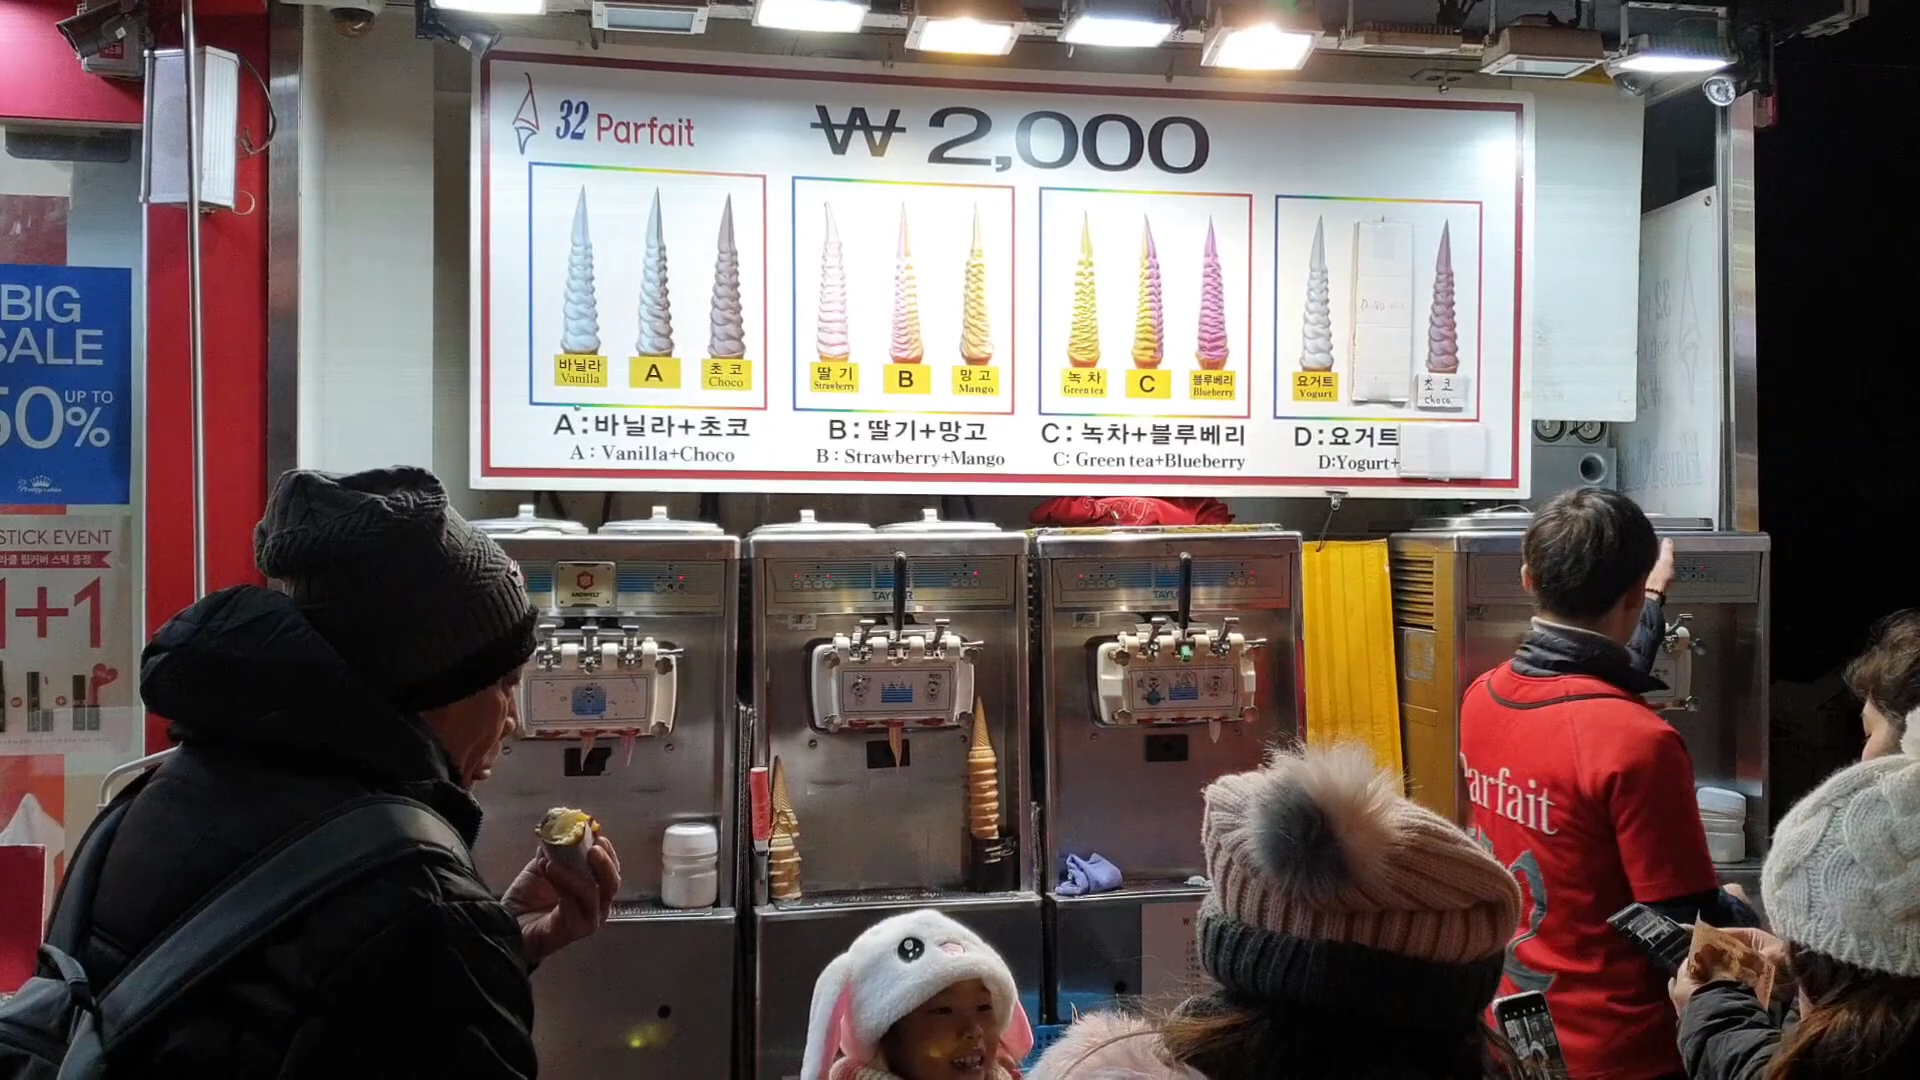 32 Parfait
₩ 2,000
바닐라
Vanilla
A
초코
Choco
딸기
Strawberry
B
망고
Mango
녹차
Green tea
C
블루베리
Blueberry
요거트
Yogurt
초코
choco
A:바닐라+초코
A : Vanilla+Choco
B:딸기+망고
B : Strawberry+Mango
C:녹차+블루베리
C: Green tea+Blueberry
D:요거트
D:Yogurt+
BIG
SALE
UP TO
50%
STICK EVENT
1+1
TAYLOR
Parfait